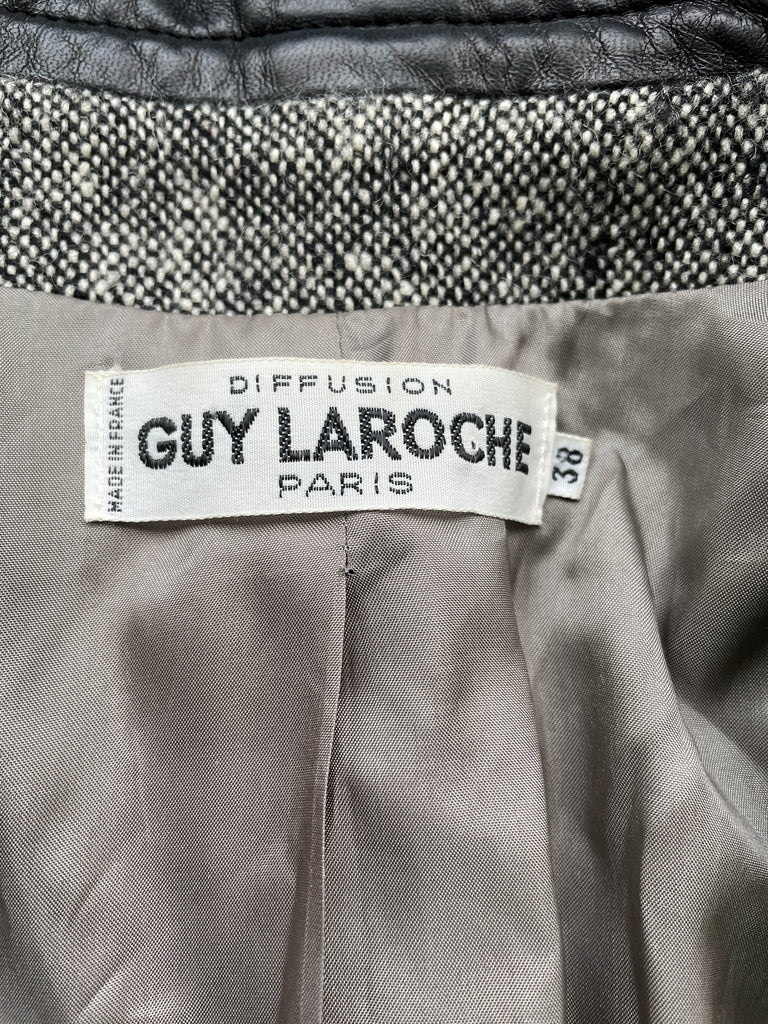 MADE IN FRANCE
DIFFUSION
GUY LAROCHE
PARIS
38